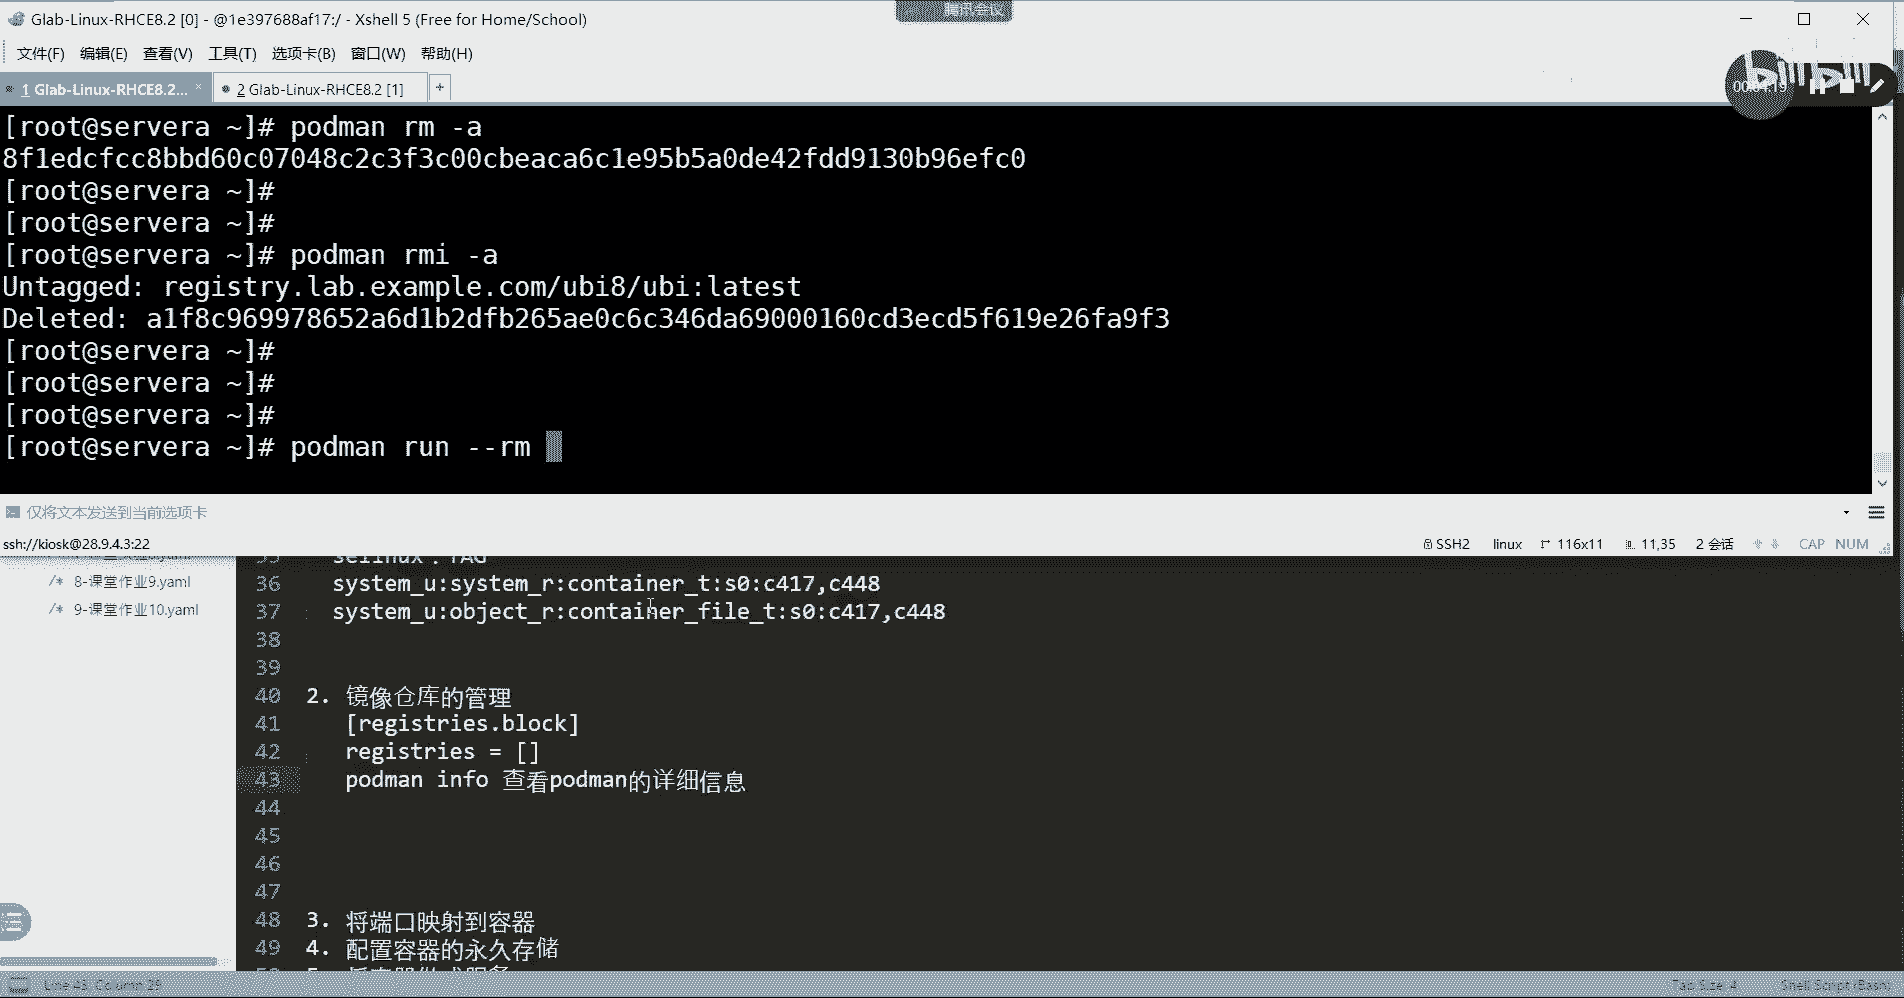 Glab-Linux-RHCE8.2 [0] - @1e397688af17:/ - Xshell 5 (Free for Home/School)
腾讯会议
文件(F) 编辑(E) 查看(V) 工具(T) 选项卡(B) 窗口(W) 帮助(H)
1 Glab-Linux-RHCE8.2... × 2 Glab-Linux-RHCE8.2 [1] +
bilibili
[root@servera ~]# podman rm -a
8f1edcfcc8bbd60c07048c2c3f3c00cbeaca6c1e95b5a0de42fdd9130b96efc0
[root@servera ~]#
[root@servera ~]#
[root@servera ~]# podman rmi -a
Untagged: registry.lab.example.com/ubi8/ubi:latest
Deleted: a1f8c969978652a6d1b2dfb265ae0c6c346da69000160cd3ecd5f619e26fa9f3
[root@servera ~]#
[root@servera ~]#
[root@servera ~]#
[root@servera ~]# podman run --rm
仅将文本发送到当前选项卡
ssh://kiosk@28.9.4.3:22 SSH2 linux 116x11 11,35 2 会话 CAP NUM
/* 8-课堂作业9.yaml
/* 9-课堂作业10.yaml
35 selinux : TAG
36 system_u:system_r:container_t:s0:c417,c448
37 system_u:object_r:container_file_t:s0:c417,c448
38
39
40 2. 镜像仓库的管理
41 [registries.block]
42 registries = []
43 podman info 查看podman的详细信息
44
45
46
47
48 3. 将端口映射到容器
49 4. 配置容器的永久存储
Line 43, Column 29 Tab Size: 4 Shell Script (Bash)